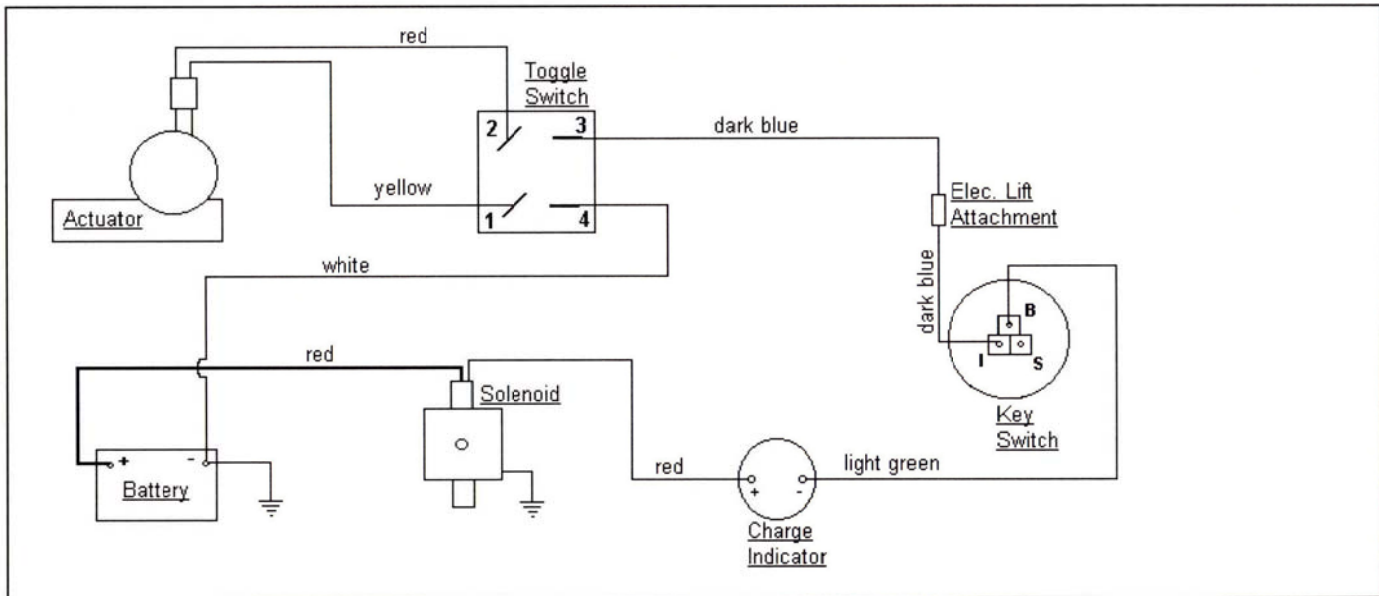 red
Toggle
Switch
2
3
dark blue
yellow
1
4
Actuator
Elec. Lift
Attachment
white
dark blue
B
I
S
red
Solenoid
Key
Switch
+
-
Battery
red
light green
+
-
Charge
Indicator